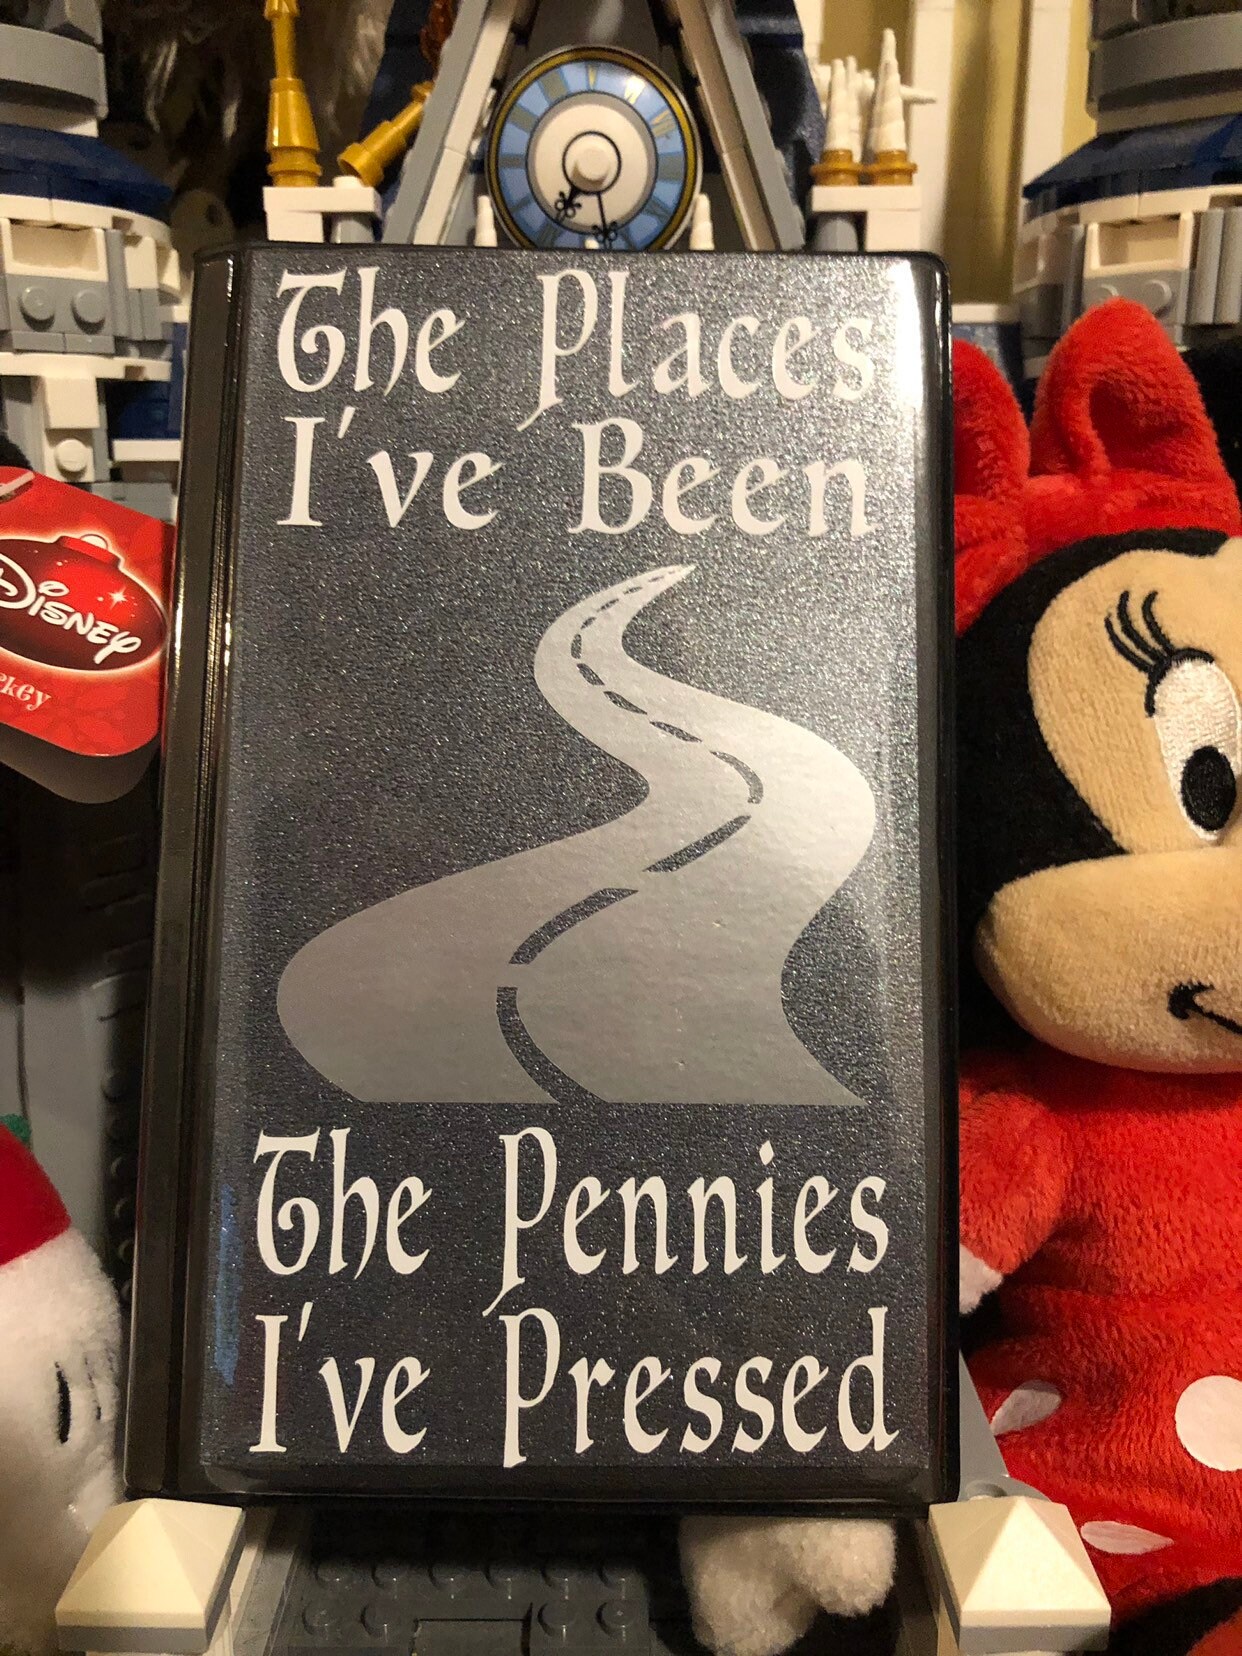 The Places
I've Been
DISNEY
The Pennies
I've Pressed